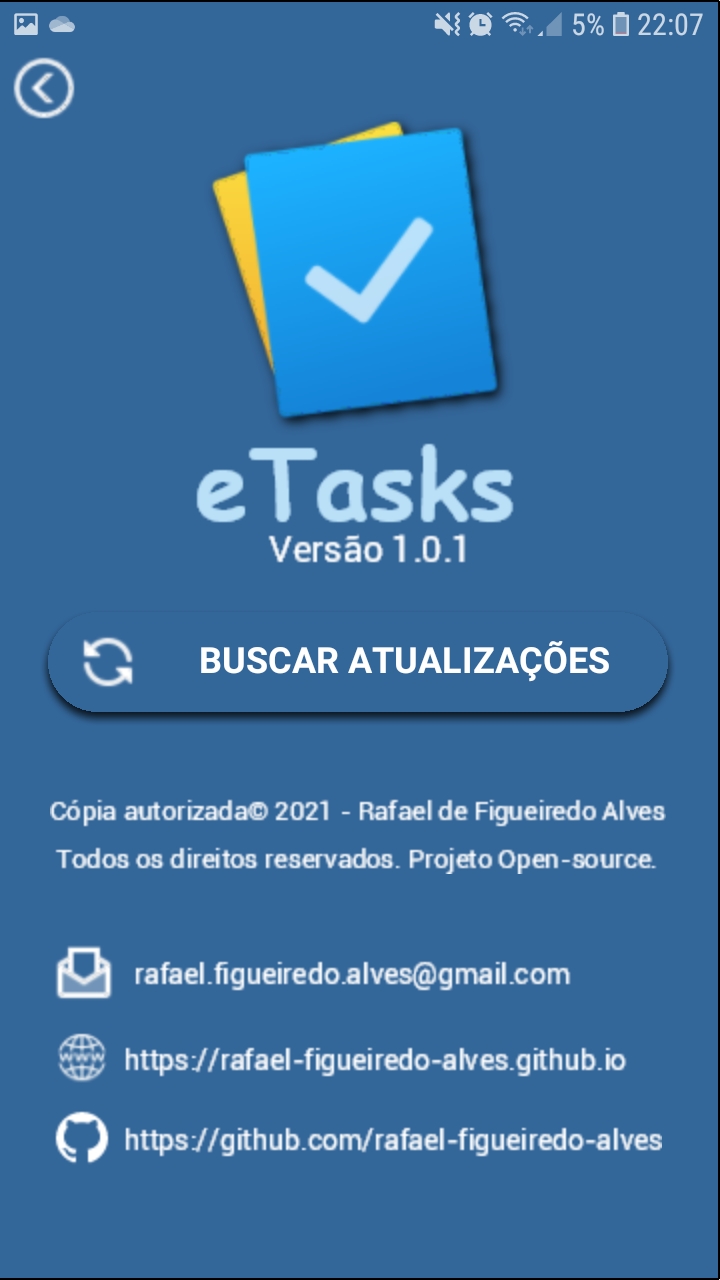 5% 22:07
eTasks
Versão 1.0.1
BUSCAR ATUALIZAÇÕES
Cópia autorizada© 2021 - Rafael de Figueiredo Alves
Todos os direitos reservados. Projeto Open-source.
rafael.figueiredo.alves@gmail.com
www https://rafael-figueiredo-alves.github.io
https://github.com/rafael-figueiredo-alves